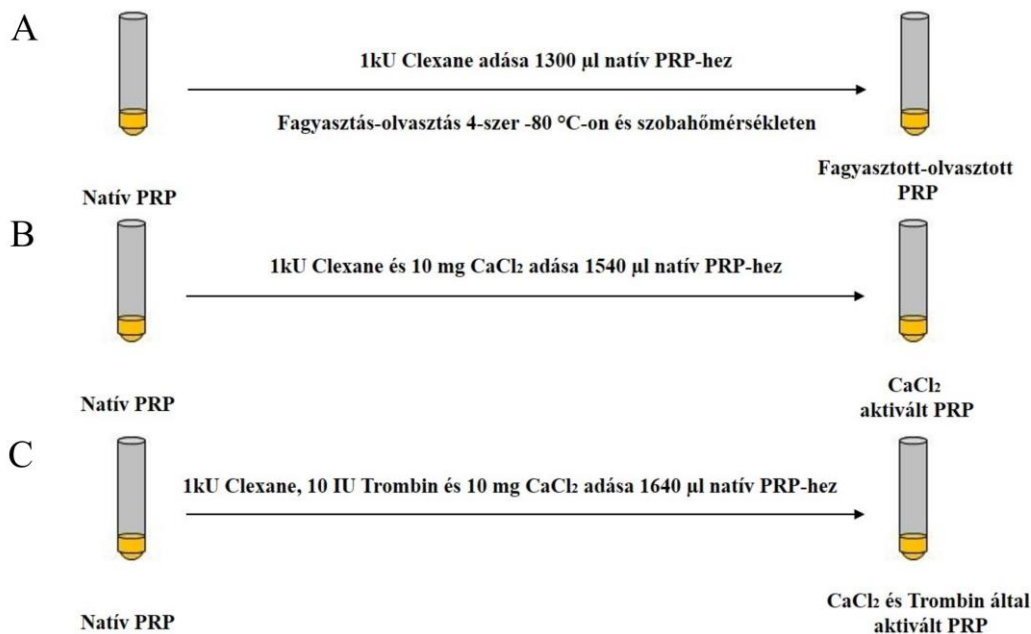 A
1kU Clexane adása 1300 µl natív PRP-hez
Fagyasztás-olvasztás 4-szer -80 °C-on és szobahőmérsékleten
Natív PRP
Fagyasztott-olvasztott
PRP
B
1kU Clexane és 10 mg CaCl₂ adása 1540 µl natív PRP-hez
Natív PRP
CaCl₂
aktivált PRP
C
1kU Clexane, 10 IU Trombin és 10 mg CaCl₂ adása 1640 µl natív PRP-hez
Natív PRP
CaCl₂ és Trombin által
aktivált PRP